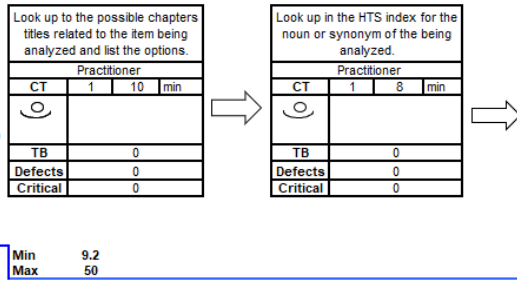 Look up to the possible chapters
titles related to the item being
analyzed and list the options.
Practitioner
CT 1 10 min
TB 0
Defects 0
Critical 0
Look up in the HTS index for the
noun or synonym of the being
analyzed.
Practitioner
CT 1 8 min
TB 0
Defects 0
Critical 0
Min 9.2
Max 50